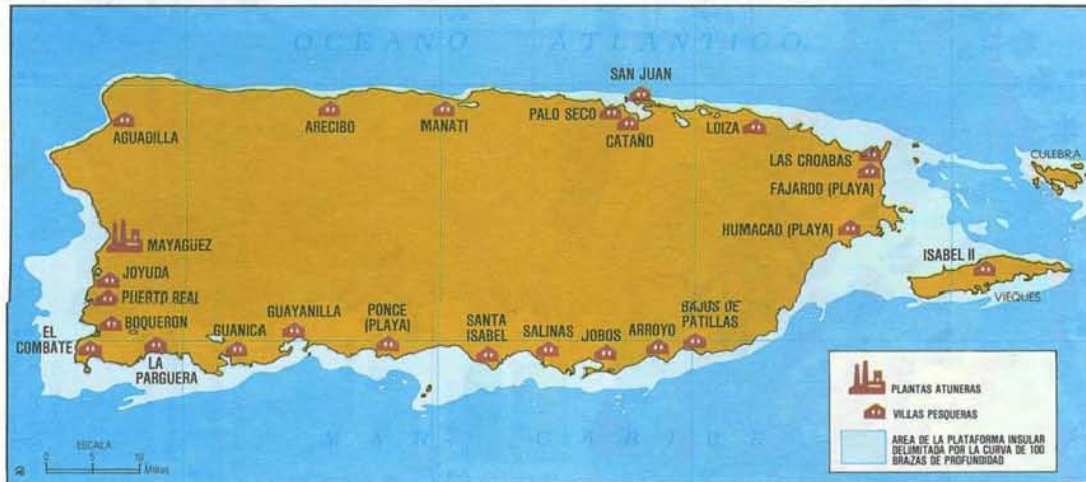 OCEANO ATLANTICO
SAN JUAN
AGUADILLA
ARECIBO
MANATI
PALO SECO
CATAÑO
LOIZA
LAS CROABAS
FAJARDO (PLAYA)
CULEBRA
HUMACAO (PLAYA)
MAYAGUEZ
ISABEL II
VIEQUES
JOYUDA
PUERTO REAL
BOQUERON
EL
COMBATE
LA
PARGUERA
GUANICA
GUAYANILLA
PONCE
(PLAYA)
SANTA
ISABEL
SALINAS
JOBOS
ARROYO
BAJOS DE
PATILLAS
MAR CARIBE
ESCALA
0 5 10
Millas
PLANTAS ATUNERAS
VILLAS PESQUERAS
AREA DE LA PLATAFORMA INSULAR
DELIMITADA POR LA CURVA DE 100
BRAZAS DE PROFUNDIDAD